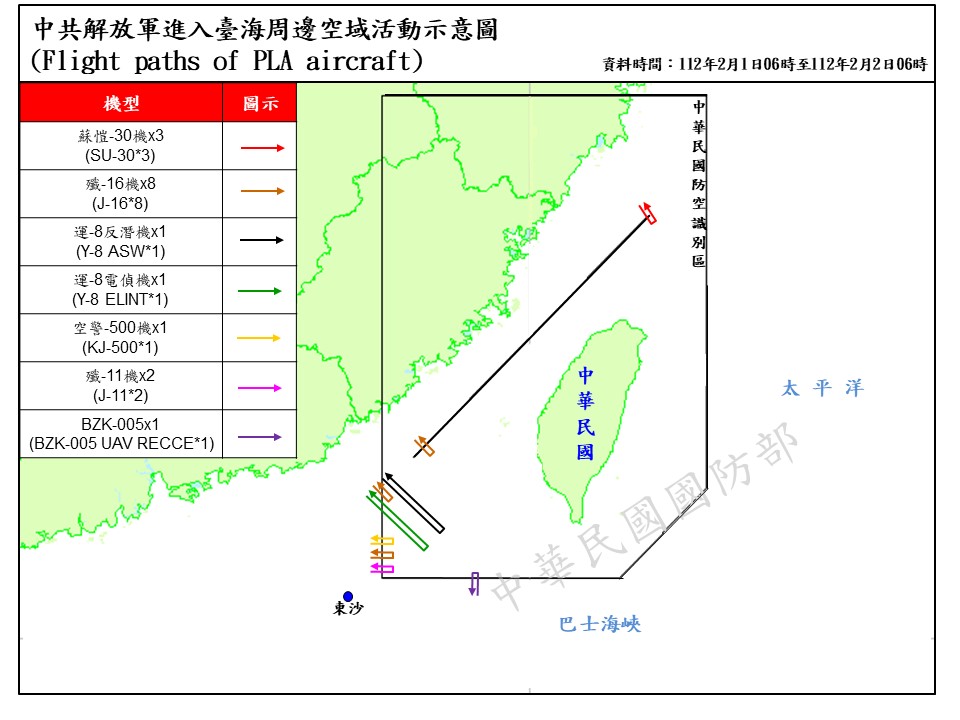 中共解放軍進入臺海周邊空域活動示意圖
(Flight paths of PLA aircraft)
資料時間：112年2月1日06時至112年2月2日06時
機型
圖示
蘇愷-30機x3
(SU-30*3)
殲-16機x8
(J-16*8)
運-8反潛機x1
(Y-8 ASW*1)
運-8電偵機x1
(Y-8 ELINT*1)
空警-500機x1
(KJ-500*1)
殲-11機x2
(J-11*2)
BZK-005x1
(BZK-005 UAV RECCE*1)
中華民國防空識別區
中華民國
太平洋
東沙
巴士海峽
中華民國國防部